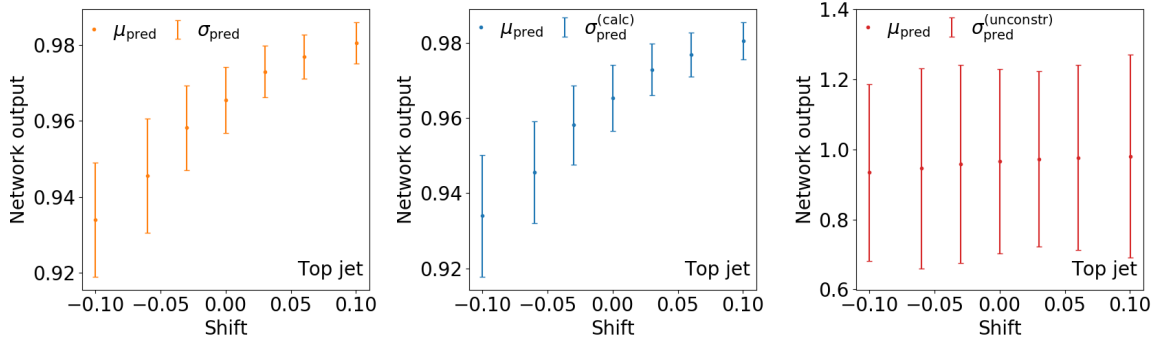 μpred σpred
0.98
0.96
0.94
0.92
Network output
Top jet
−0.10 −0.05 0.00 0.05 0.10
Shift
μpred σpred(calc)
0.98
0.96
0.94
0.92
Network output
Top jet
−0.10 −0.05 0.00 0.05 0.10
Shift
1.4
μpred σpred(unconstr)
1.2
1.0
0.8
0.6
Network output
Top jet
−0.10 −0.05 0.00 0.05 0.10
Shift